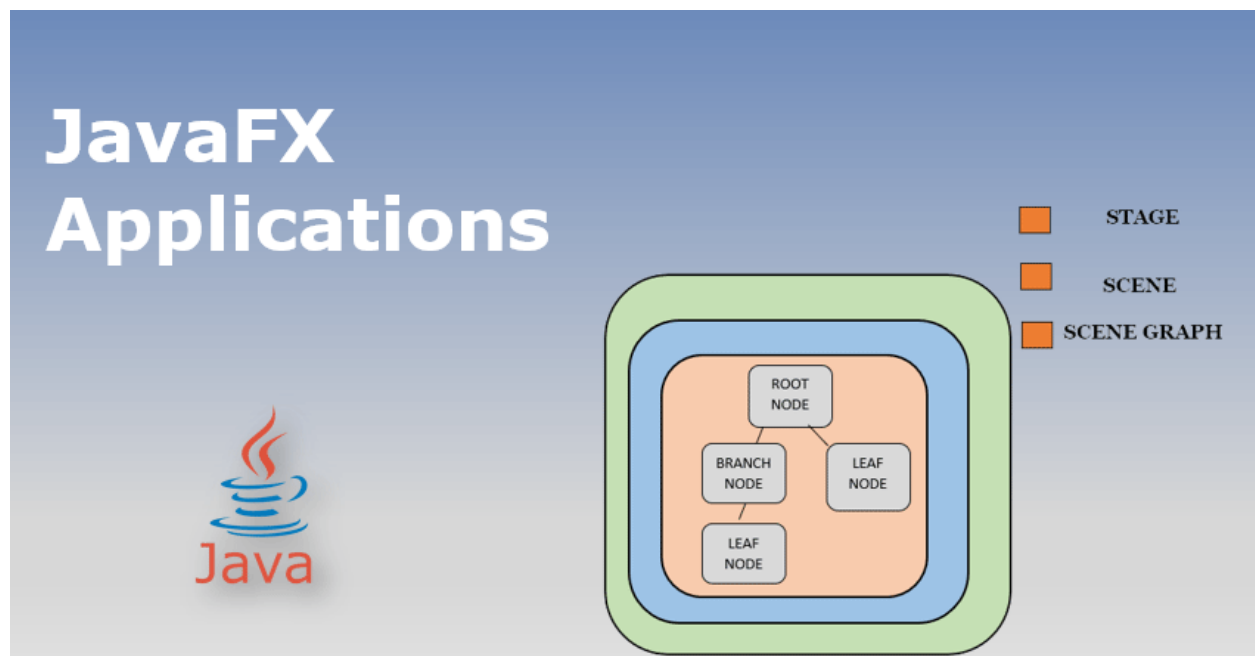 JavaFX
Applications
STAGE
SCENE
SCENE GRAPH
ROOT
NODE
BRANCH
NODE
LEAF
NODE
LEAF
NODE
Java